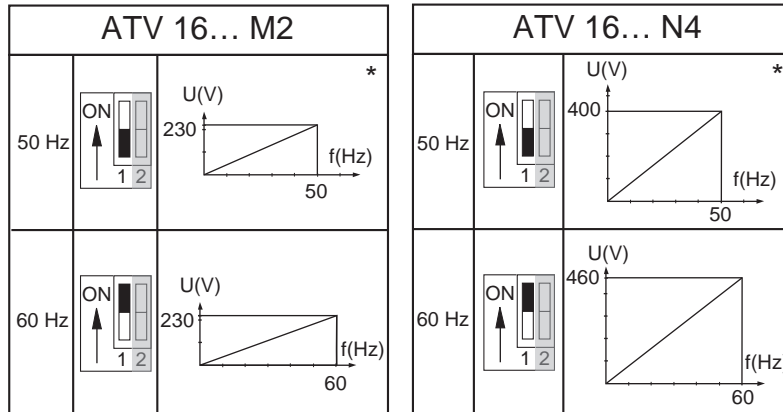 ATV 16… M2
50 Hz
ON
1 2
*
U(V)
230
f(Hz)
50
60 Hz
ON
1 2
U(V)
230
f(Hz)
60
ATV 16… N4
50 Hz
ON
1 2
*
U(V)
400
f(Hz)
50
60 Hz
ON
1 2
U(V)
460
f(Hz
60